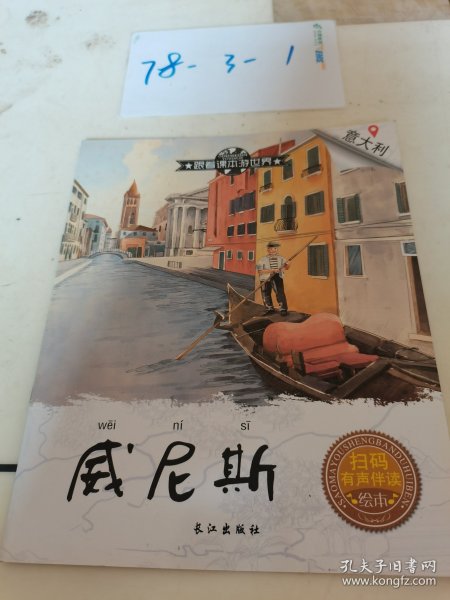 78-3-1
跟着课本游世界
意大利
wēi ní sī
威尼斯
长江出版社
扫码
有声伴读
绘本
SAOMAYOUSHENGBANDUHUIBEN
孔夫子旧书网
www.kongfz.com